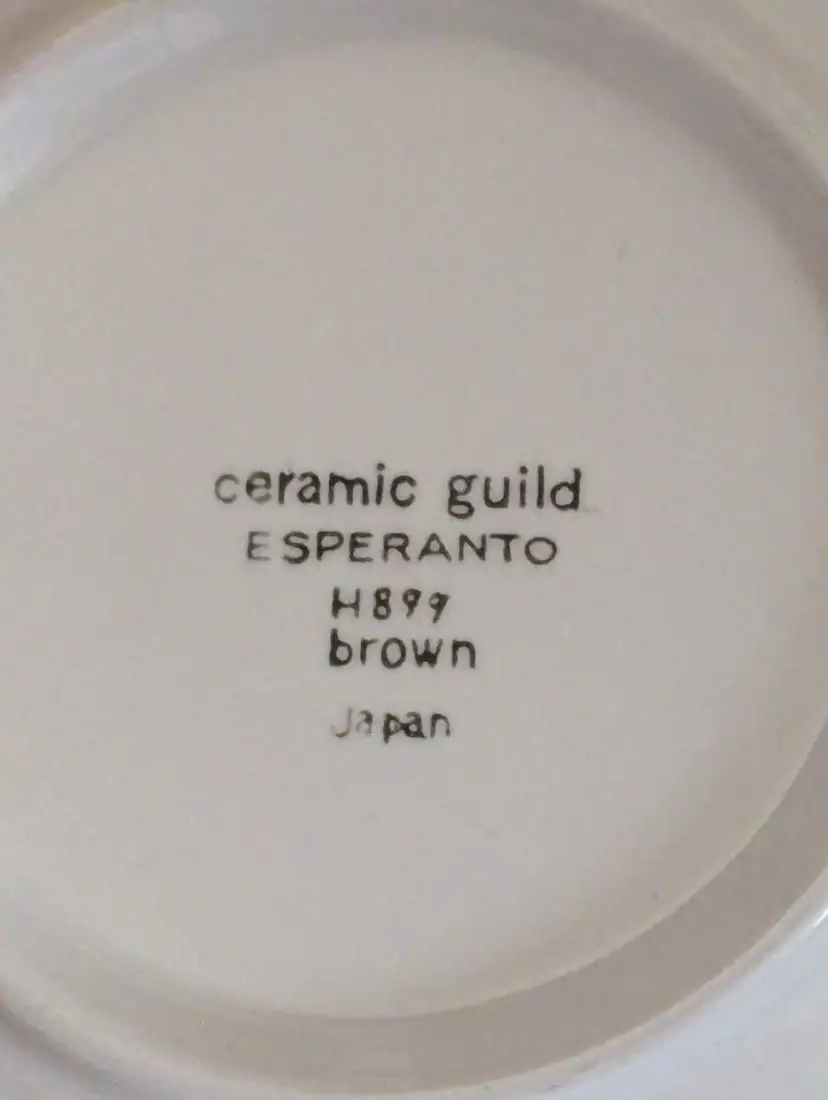 ceramic guild
ESPERANTO
H899
brown
Japan